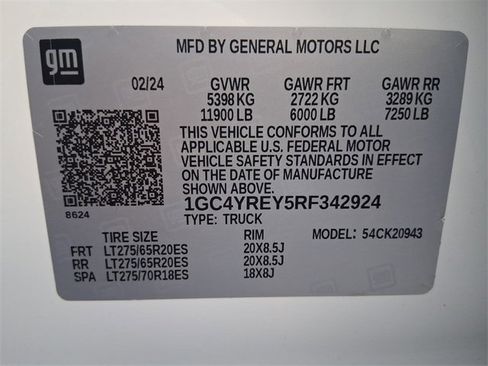 gm
MFD BY GENERAL MOTORS LLC
02/24 GVWR GAWR FRT GAWR RR
5398 KG 2722 KG 3289 KG
11900 LB 6000 LB 7250 LB
THIS VEHICLE CONFORMS TO ALL
APPLICABLE U.S. FEDERAL MOTOR
VEHICLE SAFETY STANDARDS IN EFFECT
ON THE DATE OF MANUFACTURE
SHOWN ABOVE.
8624
1GC4YREY5RF342924
TYPE: TRUCK
TIRE SIZE RIM MODEL: 54CK20943
FRT LT275/65R20ES 20X8.5J
RR LT275/65R20ES 20X8.5J
SPA LT275/70R18ES 18X8J